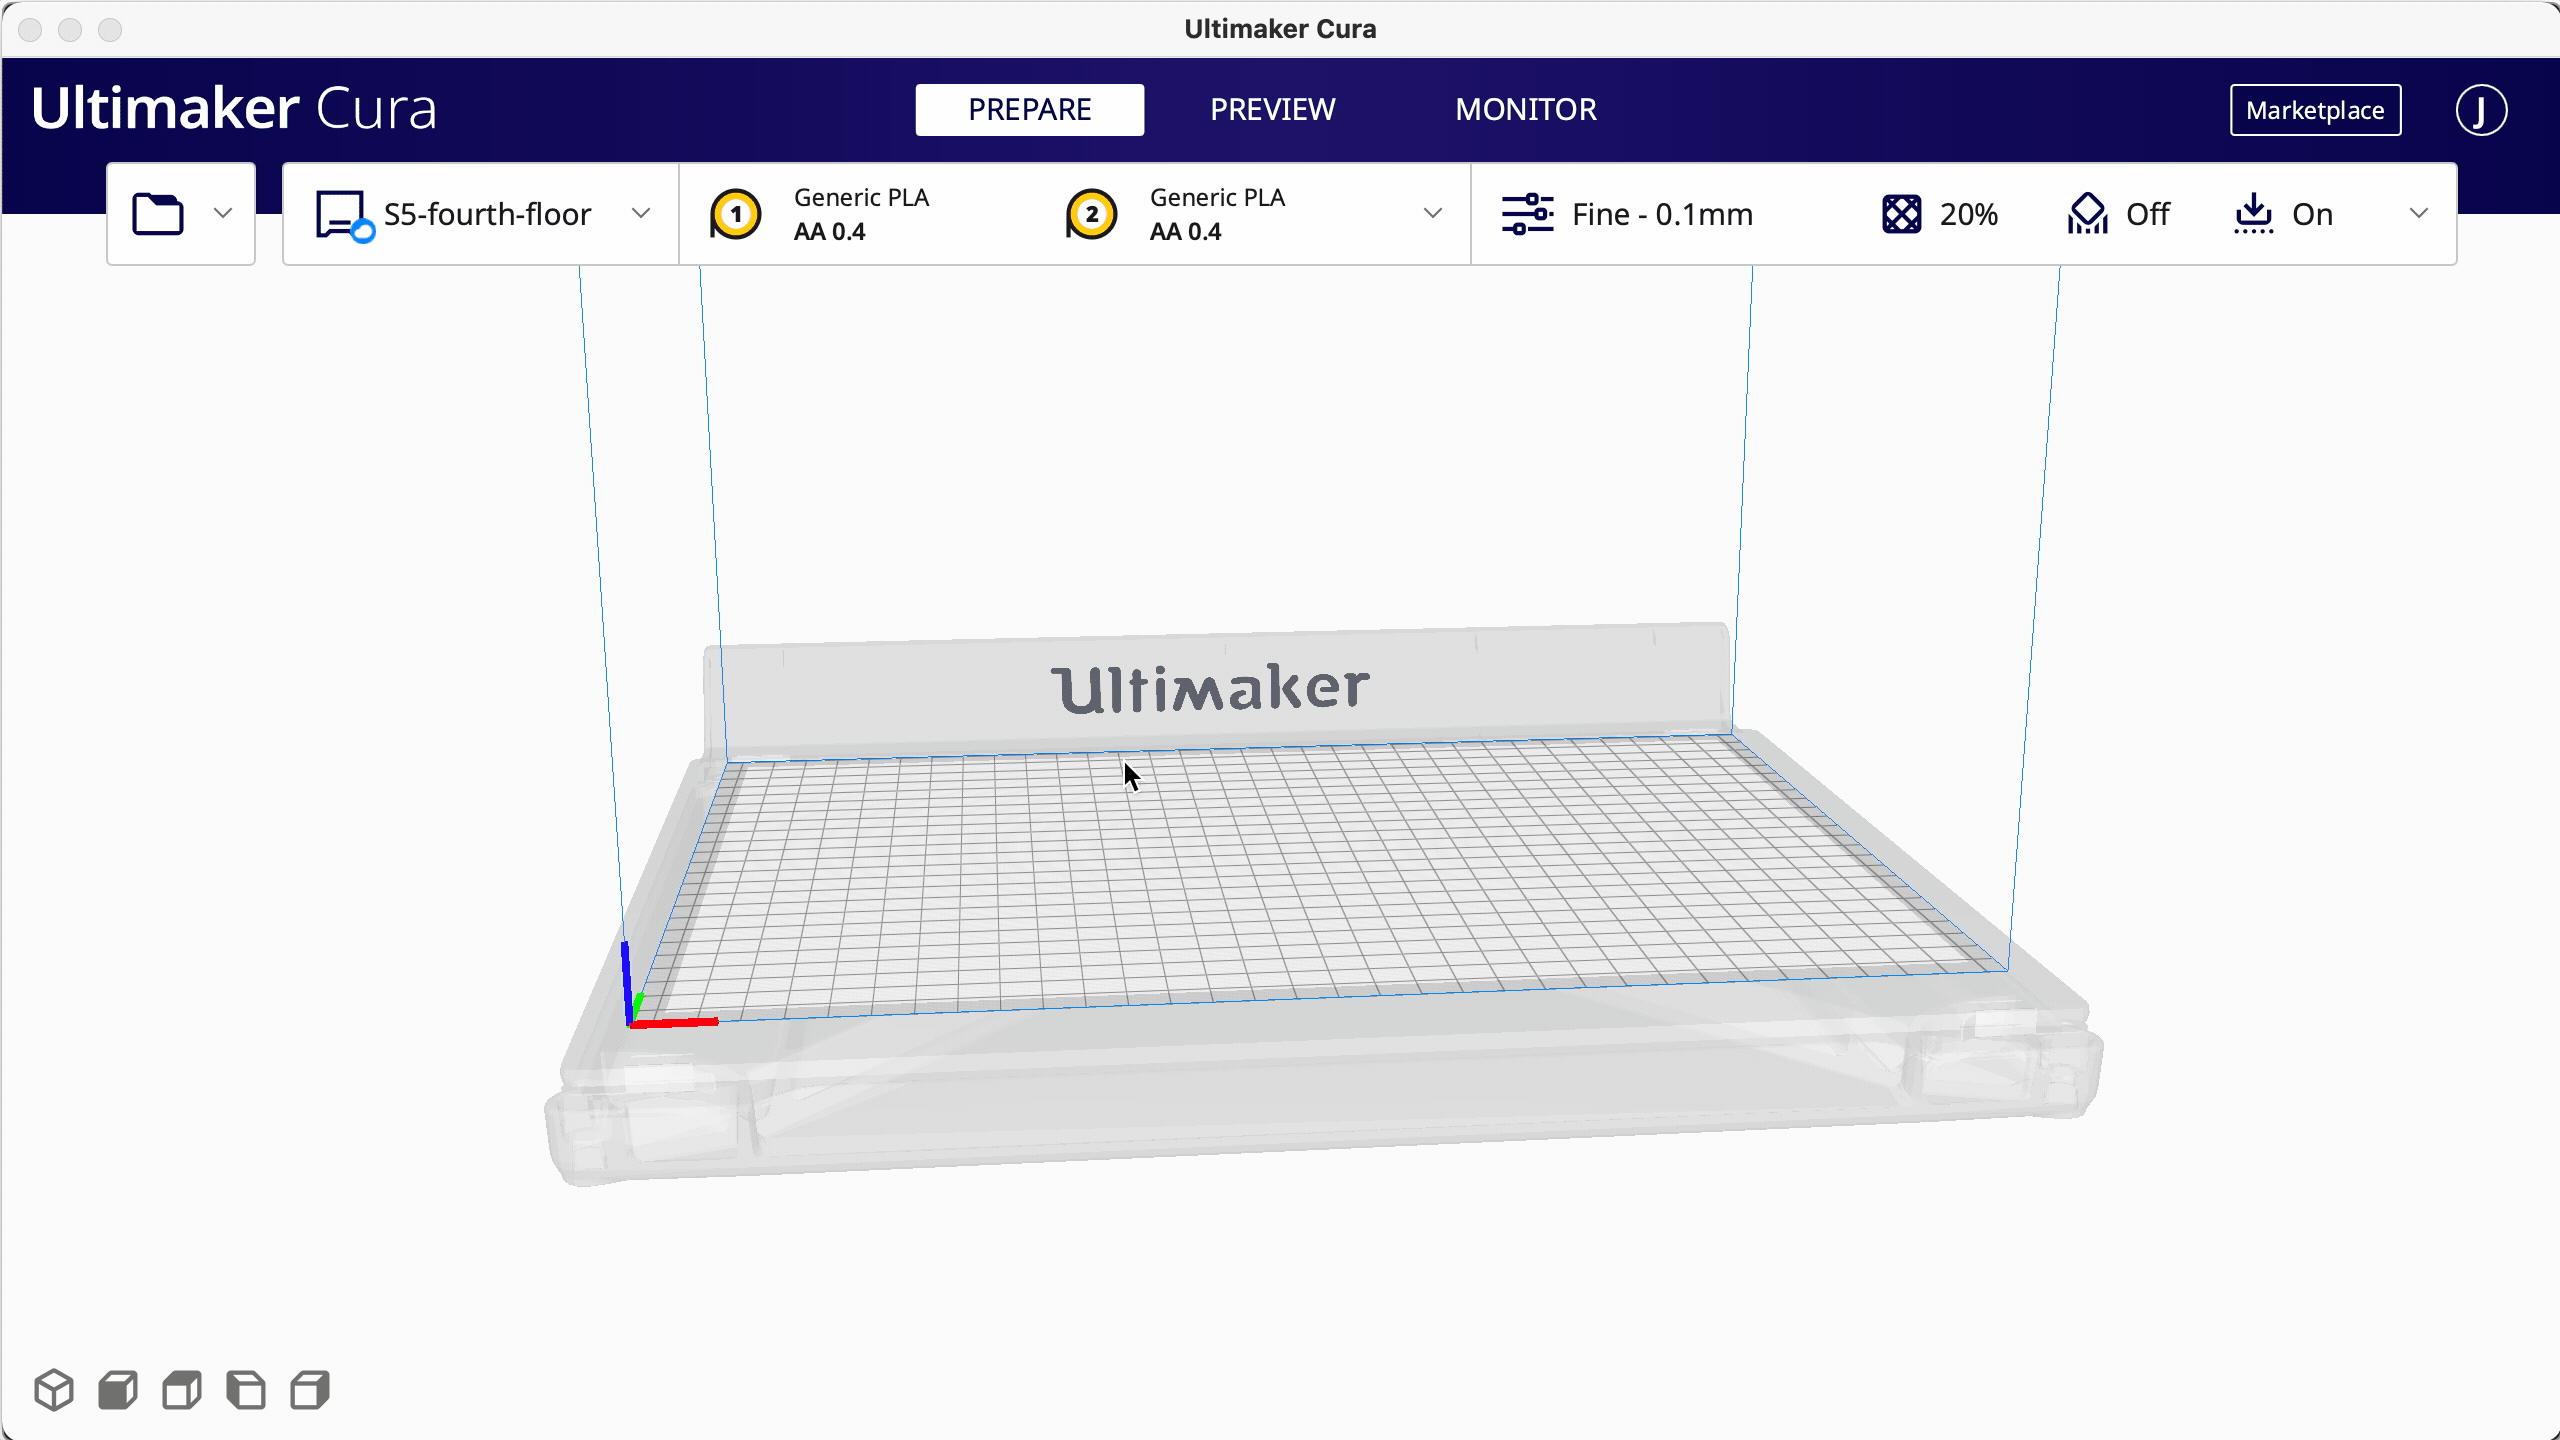 Ultimaker Cura
Ultimaker Cura
PREPARE
PREVIEW
MONITOR
Marketplace
J
S5-fourth-floor
1
Generic PLA
AA 0.4
2
Generic PLA
AA 0.4
Fine - 0.1mm
20%
Off
On
Ultimaker